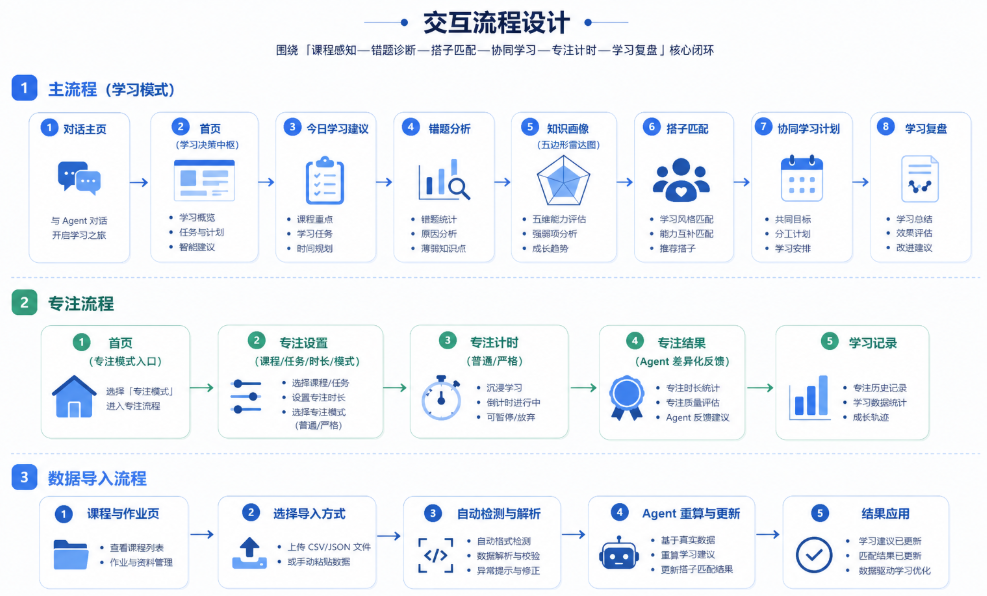 交互流程设计
围绕「课程感知—错题诊断—搭子匹配—协同学习—专注计时—学习复盘」核心闭环
1 主流程（学习模式）
1 对话主页
与 Agent 对话
开启学习之旅
2 首页
（学习决策中枢）
• 学习概览
• 任务与计划
• 智能建议
3 今日学习建议
• 课程重点
• 学习任务
• 时间规划
4 错题分析
• 错题统计
• 原因分析
• 薄弱知识点
5 知识画像
（五边形雷达图）
• 五维能力评估
• 强弱项分析
• 成长趋势
6 搭子匹配
• 学习风格匹配
• 能力互补匹配
• 推荐搭子
7 协同学习计划
• 共同目标
• 分工计划
• 学习安排
8 学习复盘
• 学习总结
• 效果评估
• 改进建议
2 专注流程
1 首页
（专注模式入口）
选择「专注模式」
进入专注流程
2 专注设置
（课程/任务/时长/模式）
• 选择课程/任务
• 设置专注时长
• 选择专注模式
（普通/严格）
3 专注计时
（普通/严格）
• 沉浸学习
• 倒计时进行中
• 可暂停/放弃
4 专注结果
（Agent 差异化反馈）
• 专注时长统计
• 专注质量评估
• Agent 反馈建议
5 学习记录
• 专注历史记录
• 学习数据统计
• 成长轨迹
3 数据导入流程
1 课程与作业页
• 查看课程列表
• 作业与资料管理
2 选择导入方式
• 上传 CSV/JSON 文件
• 或手动粘贴数据
3 自动检测与解析
</>
• 自动格式检测
• 数据解析与校验
• 异常提示与修正
4 Agent 重算与更新
• 基于真实数据
• 重算学习建议
• 更新搭子匹配结果
5 结果应用
• 学习建议已更新
• 匹配结果已更新
• 数据驱动学习优化